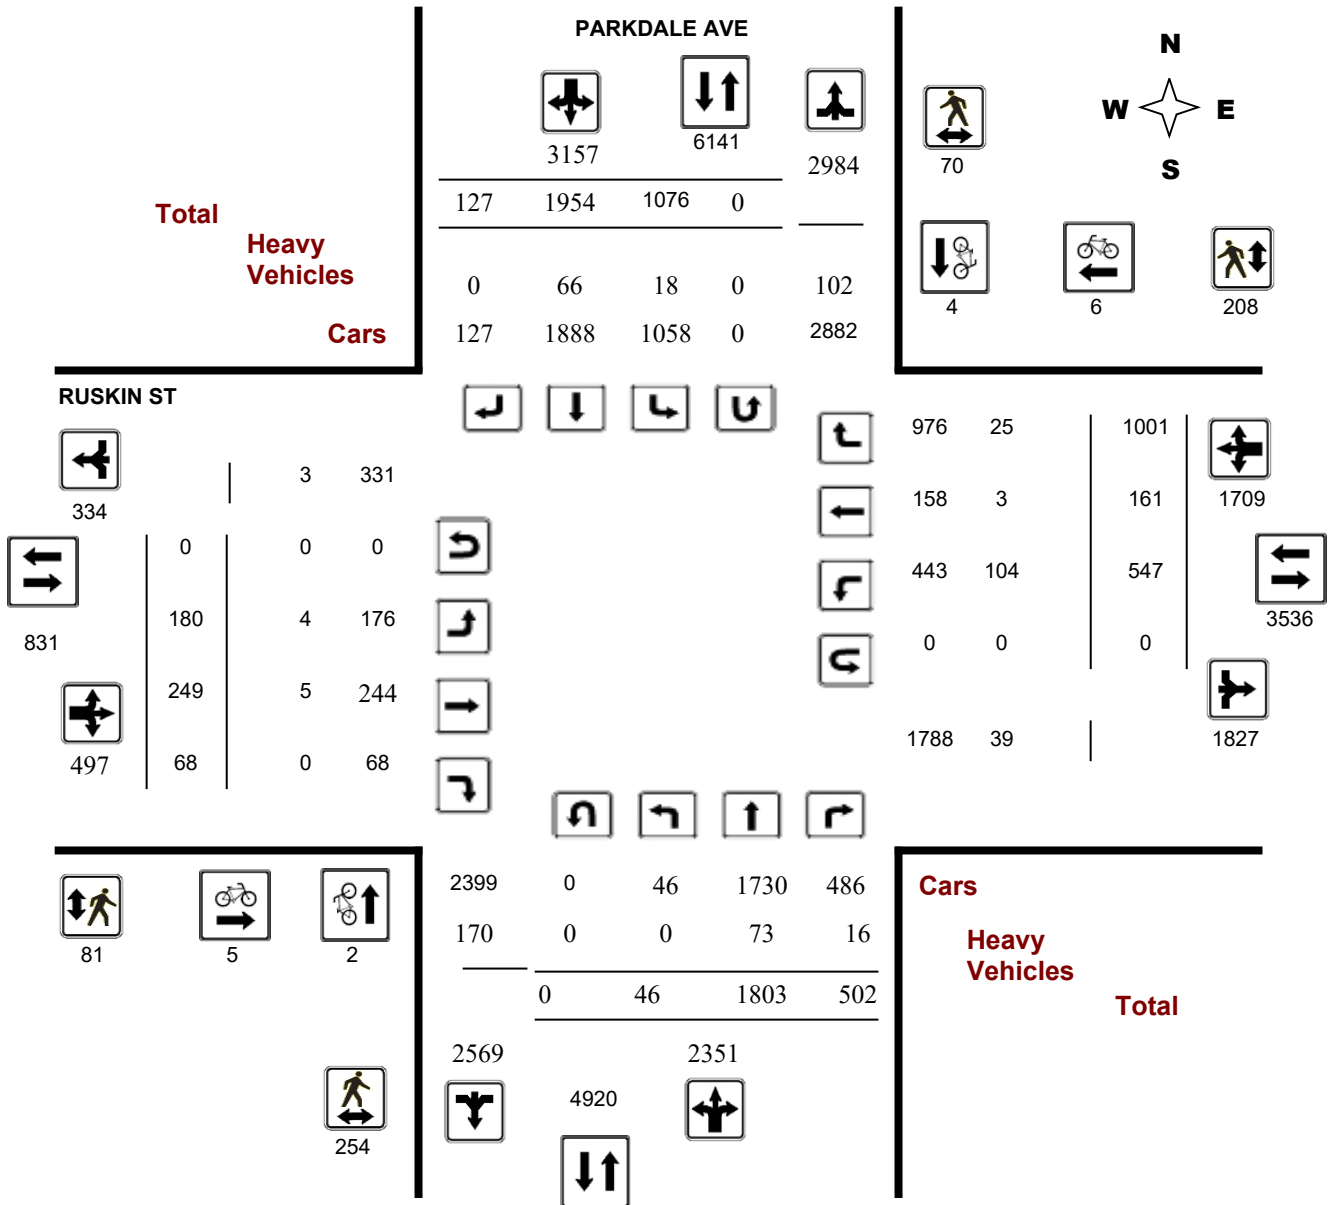 PARKDALE AVE
N
W E
S
3157
6141
2984
70
127 1954 1076 0
Total
Heavy
Vehicles
0 66 18 0 102
4 6 208
Cars
127 1888 1058 0 2882
RUSKIN ST
976 25 1001
3 331
334
158 3 161 1709
0 0 0
443 104 547
180 4 176
3536
831
0 0 0
249 5 244
1788 39 1827
497 68 0 68
2399 0 46 1730 486
Cars
81 5 2
170 0 0 73 16
Heavy
Vehicles
0 46 1803 502
Total
2569 2351
4920
254